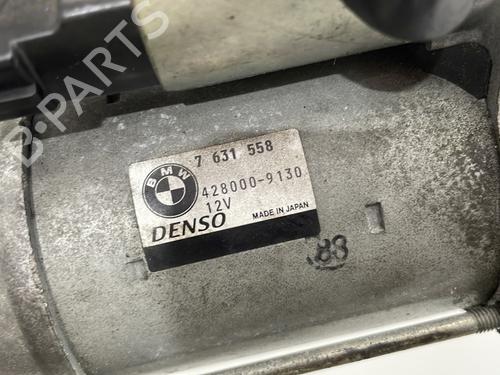 B-PARTS
7 631 558
BMW
428000-9130
12V
MADE IN JAPAN
DENSO
88